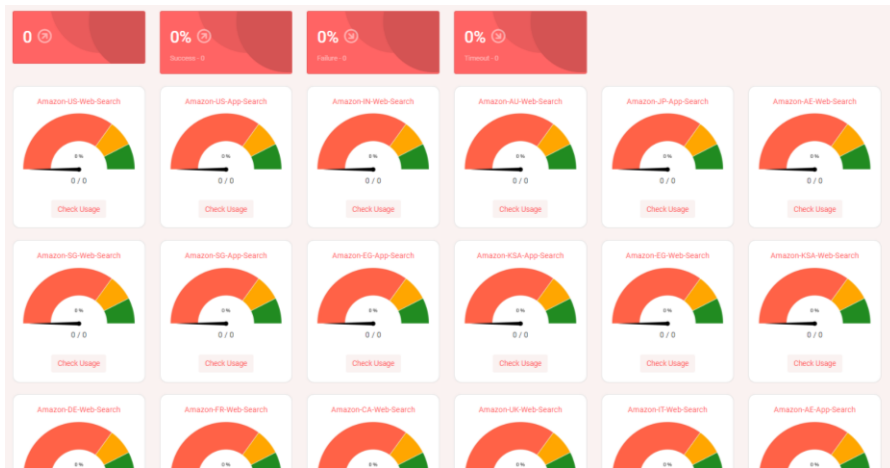 0
0%
Success - 0
0%
Failure - 0
0%
Timeout - 0
Amazon-US-Web-Search
0 %
0 / 0
Check Usage
Amazon-US-App-Search
0 %
0 / 0
Check Usage
Amazon-IN-Web-Search
0 %
0 / 0
Check Usage
Amazon-AU-Web-Search
0 %
0 / 0
Check Usage
Amazon-JP-App-Search
0 %
0 / 0
Check Usage
Amazon-AE-Web-Search
0 %
0 / 0
Check Usage
Amazon-SG-Web-Search
0 %
0 / 0
Check Usage
Amazon-SG-App-Search
0 %
0 / 0
Check Usage
Amazon-EG-App-Search
0 %
0 / 0
Check Usage
Amazon-KSA-App-Search
0 %
0 / 0
Check Usage
Amazon-EG-Web-Search
0 %
0 / 0
Check Usage
Amazon-KSA-Web-Search
0 %
0 / 0
Check Usage
Amazon-DE-Web-Search
0 %
Amazon-FR-Web-Search
0 %
Amazon-CA-Web-Search
0 %
Amazon-UK-Web-Search
0 %
Amazon-IT-Web-Search
0 %
Amazon-AE-App-Search
0 %